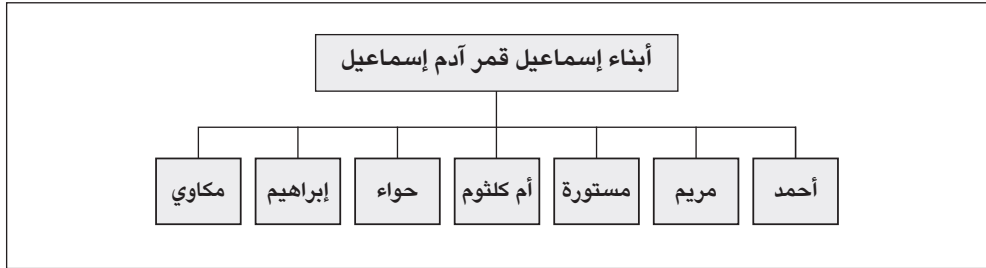 أبناء إسماعيل قمر آدم إسماعيل
أحمد
مريم
مستورة
أم كلثوم
حواء
إبراهيم
مكاوي